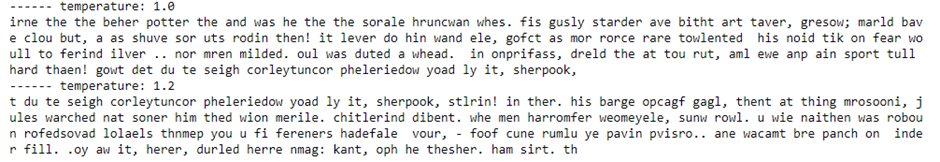 ------ temperature: 1.0
irne the the beher potter the and was he the the sorale hruncwan whes. fis gusly starder ave bitht art taver, gresow; marld bav
e clou but, a as shuve sor uts rodin then! it lever do hin wand ele, gofct as mor rorce rare towlented  his noid tik on fear wo
ull to ferind ilver .. nor mren milded. oul was duted a whead.  in onprifass, dreld the at tou rut, aml ewe anp ain sport tull
hard thaen! gowt det du te seigh corleytuncor pheleriedow yoad ly it, sherpook,
------ temperature: 1.2
t du te seigh corleytuncor pheleriedow yoad ly it, sherpook, stlrin! in ther. his barge opcagf gagl, thent at thing mrosooni, j
ules warched nat soner him thed wion merile. chitlerind dibent. whe men harromfer weomeyele, sunw rowl. u wie naithen was robou
n rofedsovad lolaels thnmep you u fi fereners hadefale  vour, - foof cune rumlu ye pavin pvisro.. ane wacamt bre panch on  inde
r fill. .oy aw it, herer, durled herre nmag: kant, oph he thesher. ham sirt. th